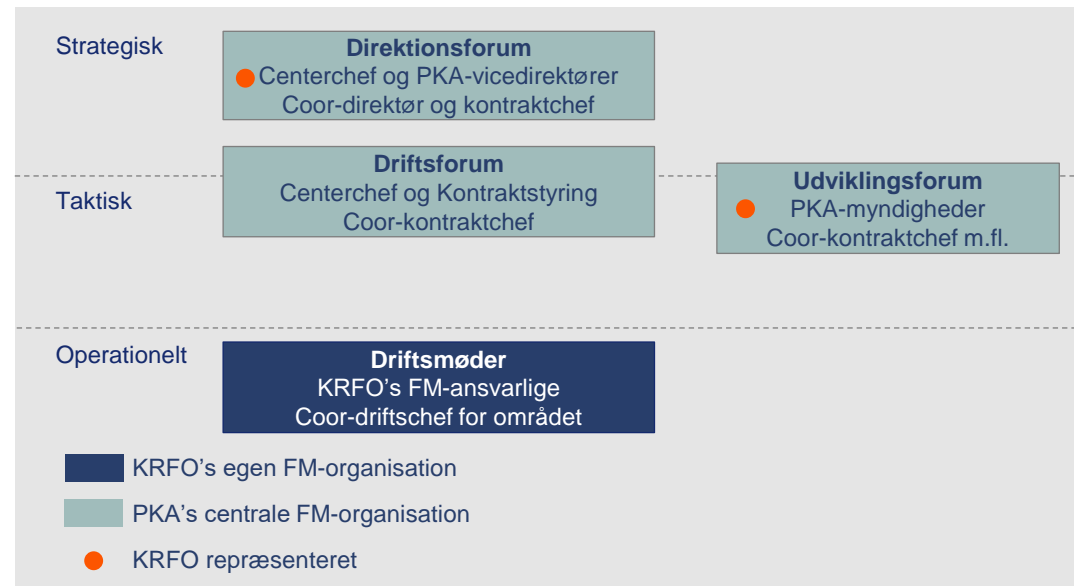 Strategisk
Direktionsforum
Centerchef og PKA-vicedirektører
Coor-direktør og kontraktchef
Taktisk
Driftsforum
Centerchef og Kontraktstyring
Coor-kontraktchef
Udviklingsforum
PKA-myndigheder
Coor-kontraktchef m.fl.
Operationelt
Driftsmøder
KRFO's FM-ansvarlige
Coor-driftschef for området
KRFO's egen FM-organisation
PKA's centrale FM-organisation
KRFO repræsenteret